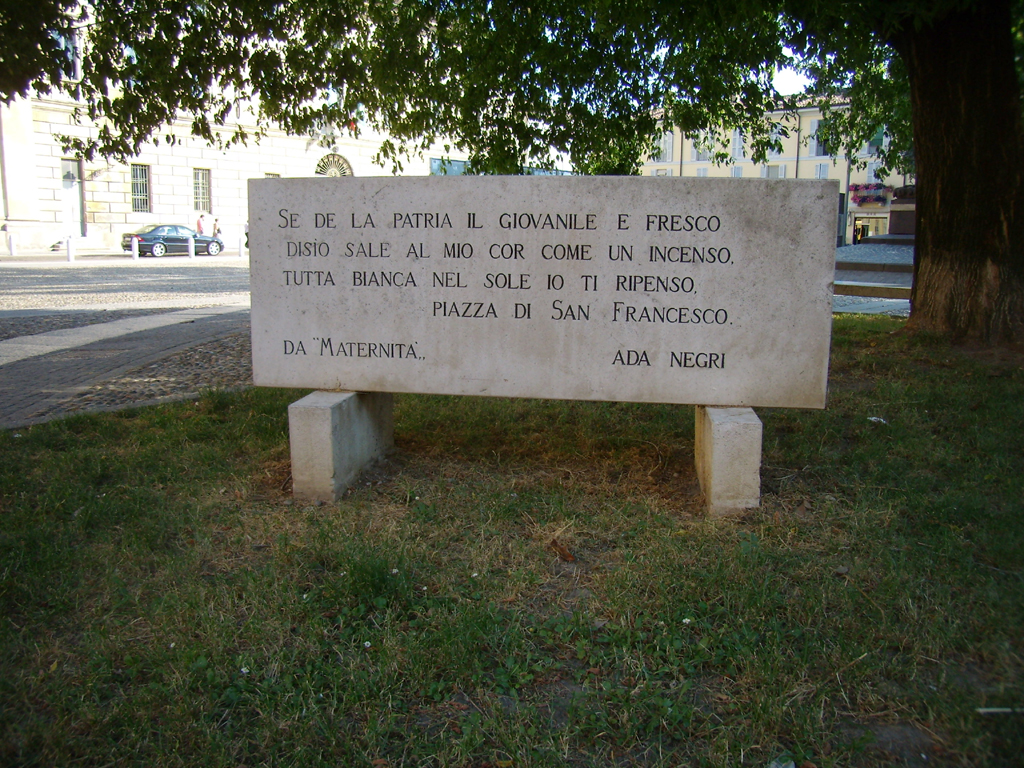 SE DE LA PATRIA IL GIOVANILE E FRESCO
DISÌO SALE AL MIO COR COME UN INCENSO,
TUTTA BIANCA NEL SOLE IO TI RIPENSO,
PIAZZA DI SAN FRANCESCO.
DA "MATERNITA',, ADA NEGRI